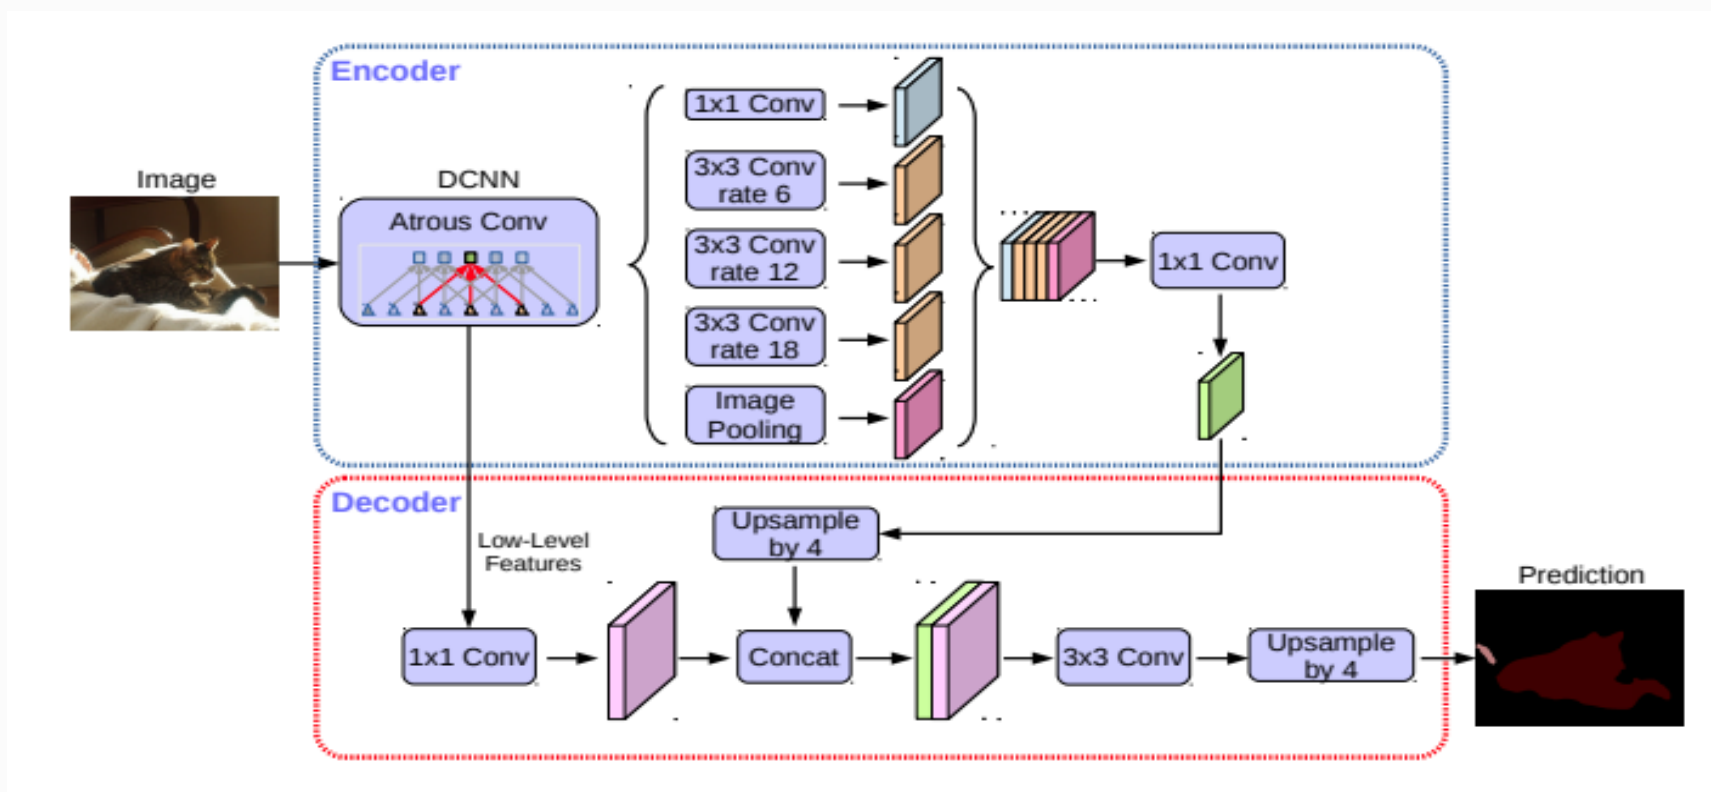 Encoder
Image
DCNN
Atrous Conv
1x1 Conv
3x3 Conv
rate 6
3x3 Conv
rate 12
3x3 Conv
rate 18
Image
Pooling
1x1 Conv
Decoder
Low-Level
Features
Upsample
by 4
1x1 Conv
Concat
3x3 Conv
Upsample
by 4
Prediction